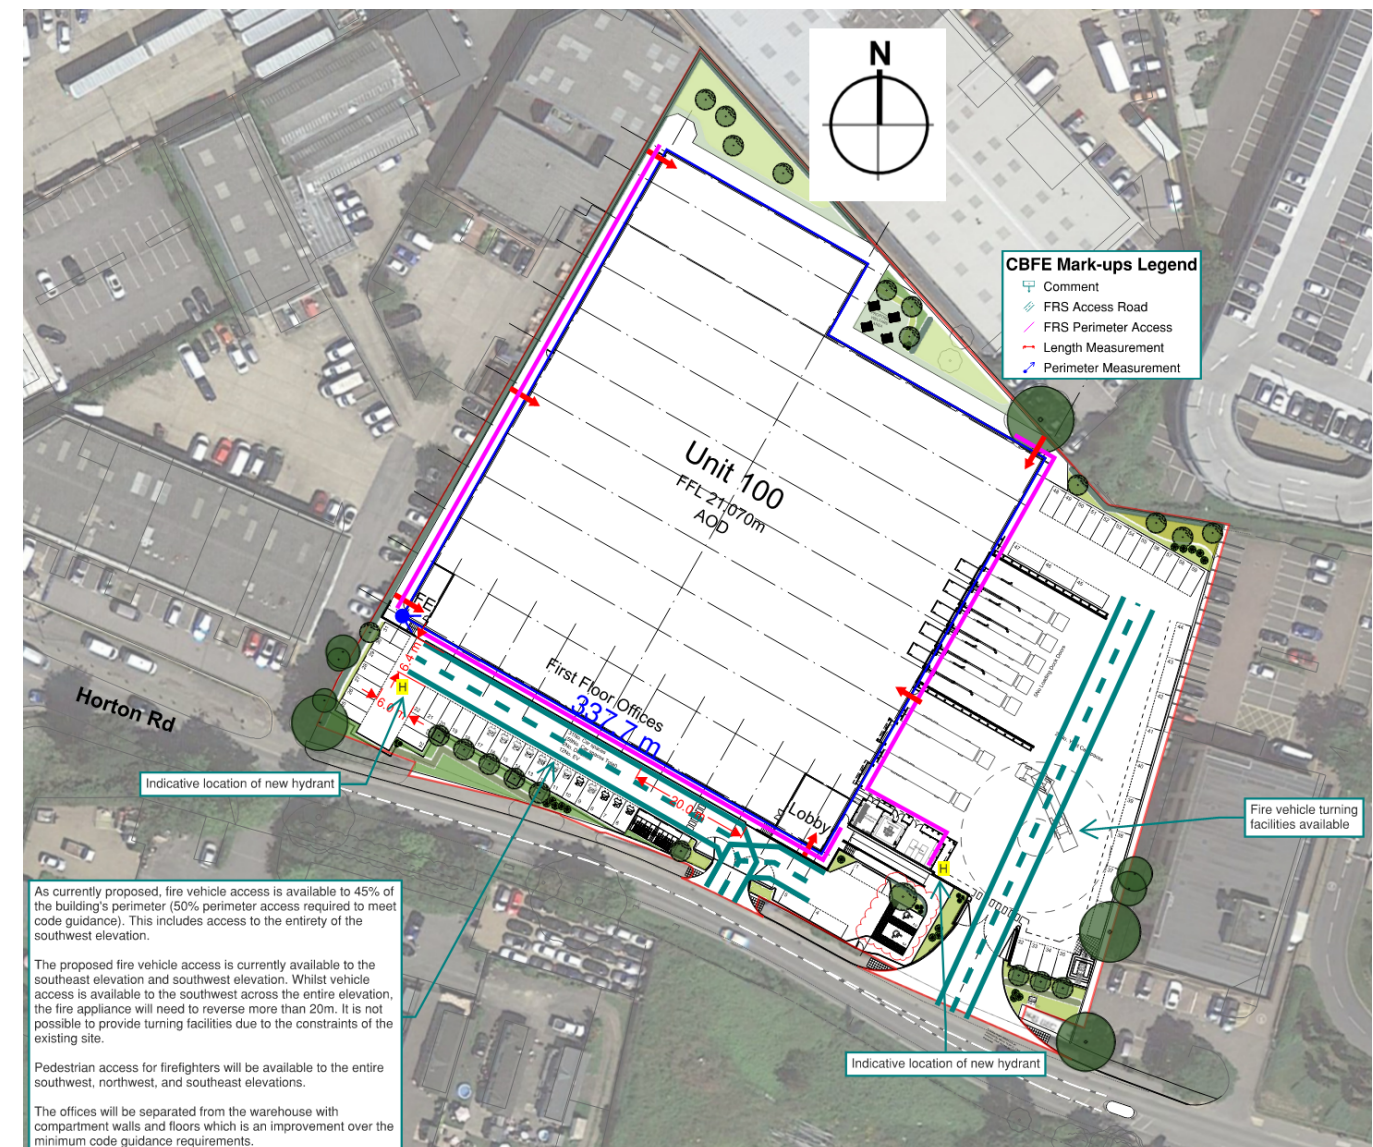 N
CBFE Mark-ups Legend
Comment
FRS Access Road
FRS Perimeter Access
Length Measurement
Perimeter Measurement
Unit 100
FFL 21.070m
AOD
First Floor Offices
337.7 m
Lobby
6.4 m
6.0 m
20.0
H
H
Horton Rd
Indicative location of new hydrant
Fire vehicle turning
facilities available
Indicative location of new hydrant
As currently proposed, fire vehicle access is available to 45% of
the building's perimeter (50% perimeter access required to meet
code guidance). This includes access to the entirety of the
southwest elevation.
The proposed fire vehicle access is currently available to the
southeast elevation and southwest elevation. Whilst vehicle
access is available to the southwest across the entire elevation,
the fire appliance will need to reverse more than 20m. It is not
possible to provide turning facilities due to the constraints of the
existing site.
Pedestrian access for firefighters will be available to the entire
southwest, northwest, and southeast elevations.
The offices will be separated from the warehouse with
compartment walls and floors which is an improvement over the
minimum code guidance requirements.